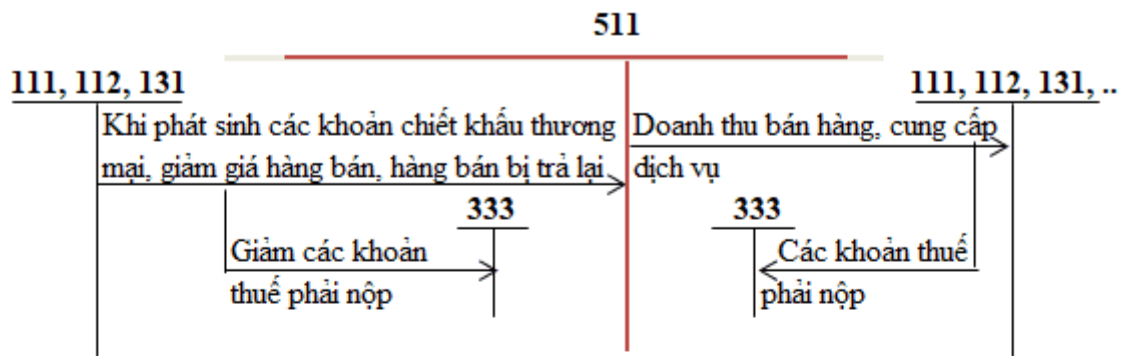 511
111, 112, 131
111, 112, 131, ..
Khi phát sinh các khoản chiết khấu thương
mại, giảm giá hàng bán, hàng bán bị trả lại
Doanh thu bán hàng, cung cấp
dịch vụ
333
Giảm các khoản
thuế phải nộp
333
Các khoản thuế
phải nộp